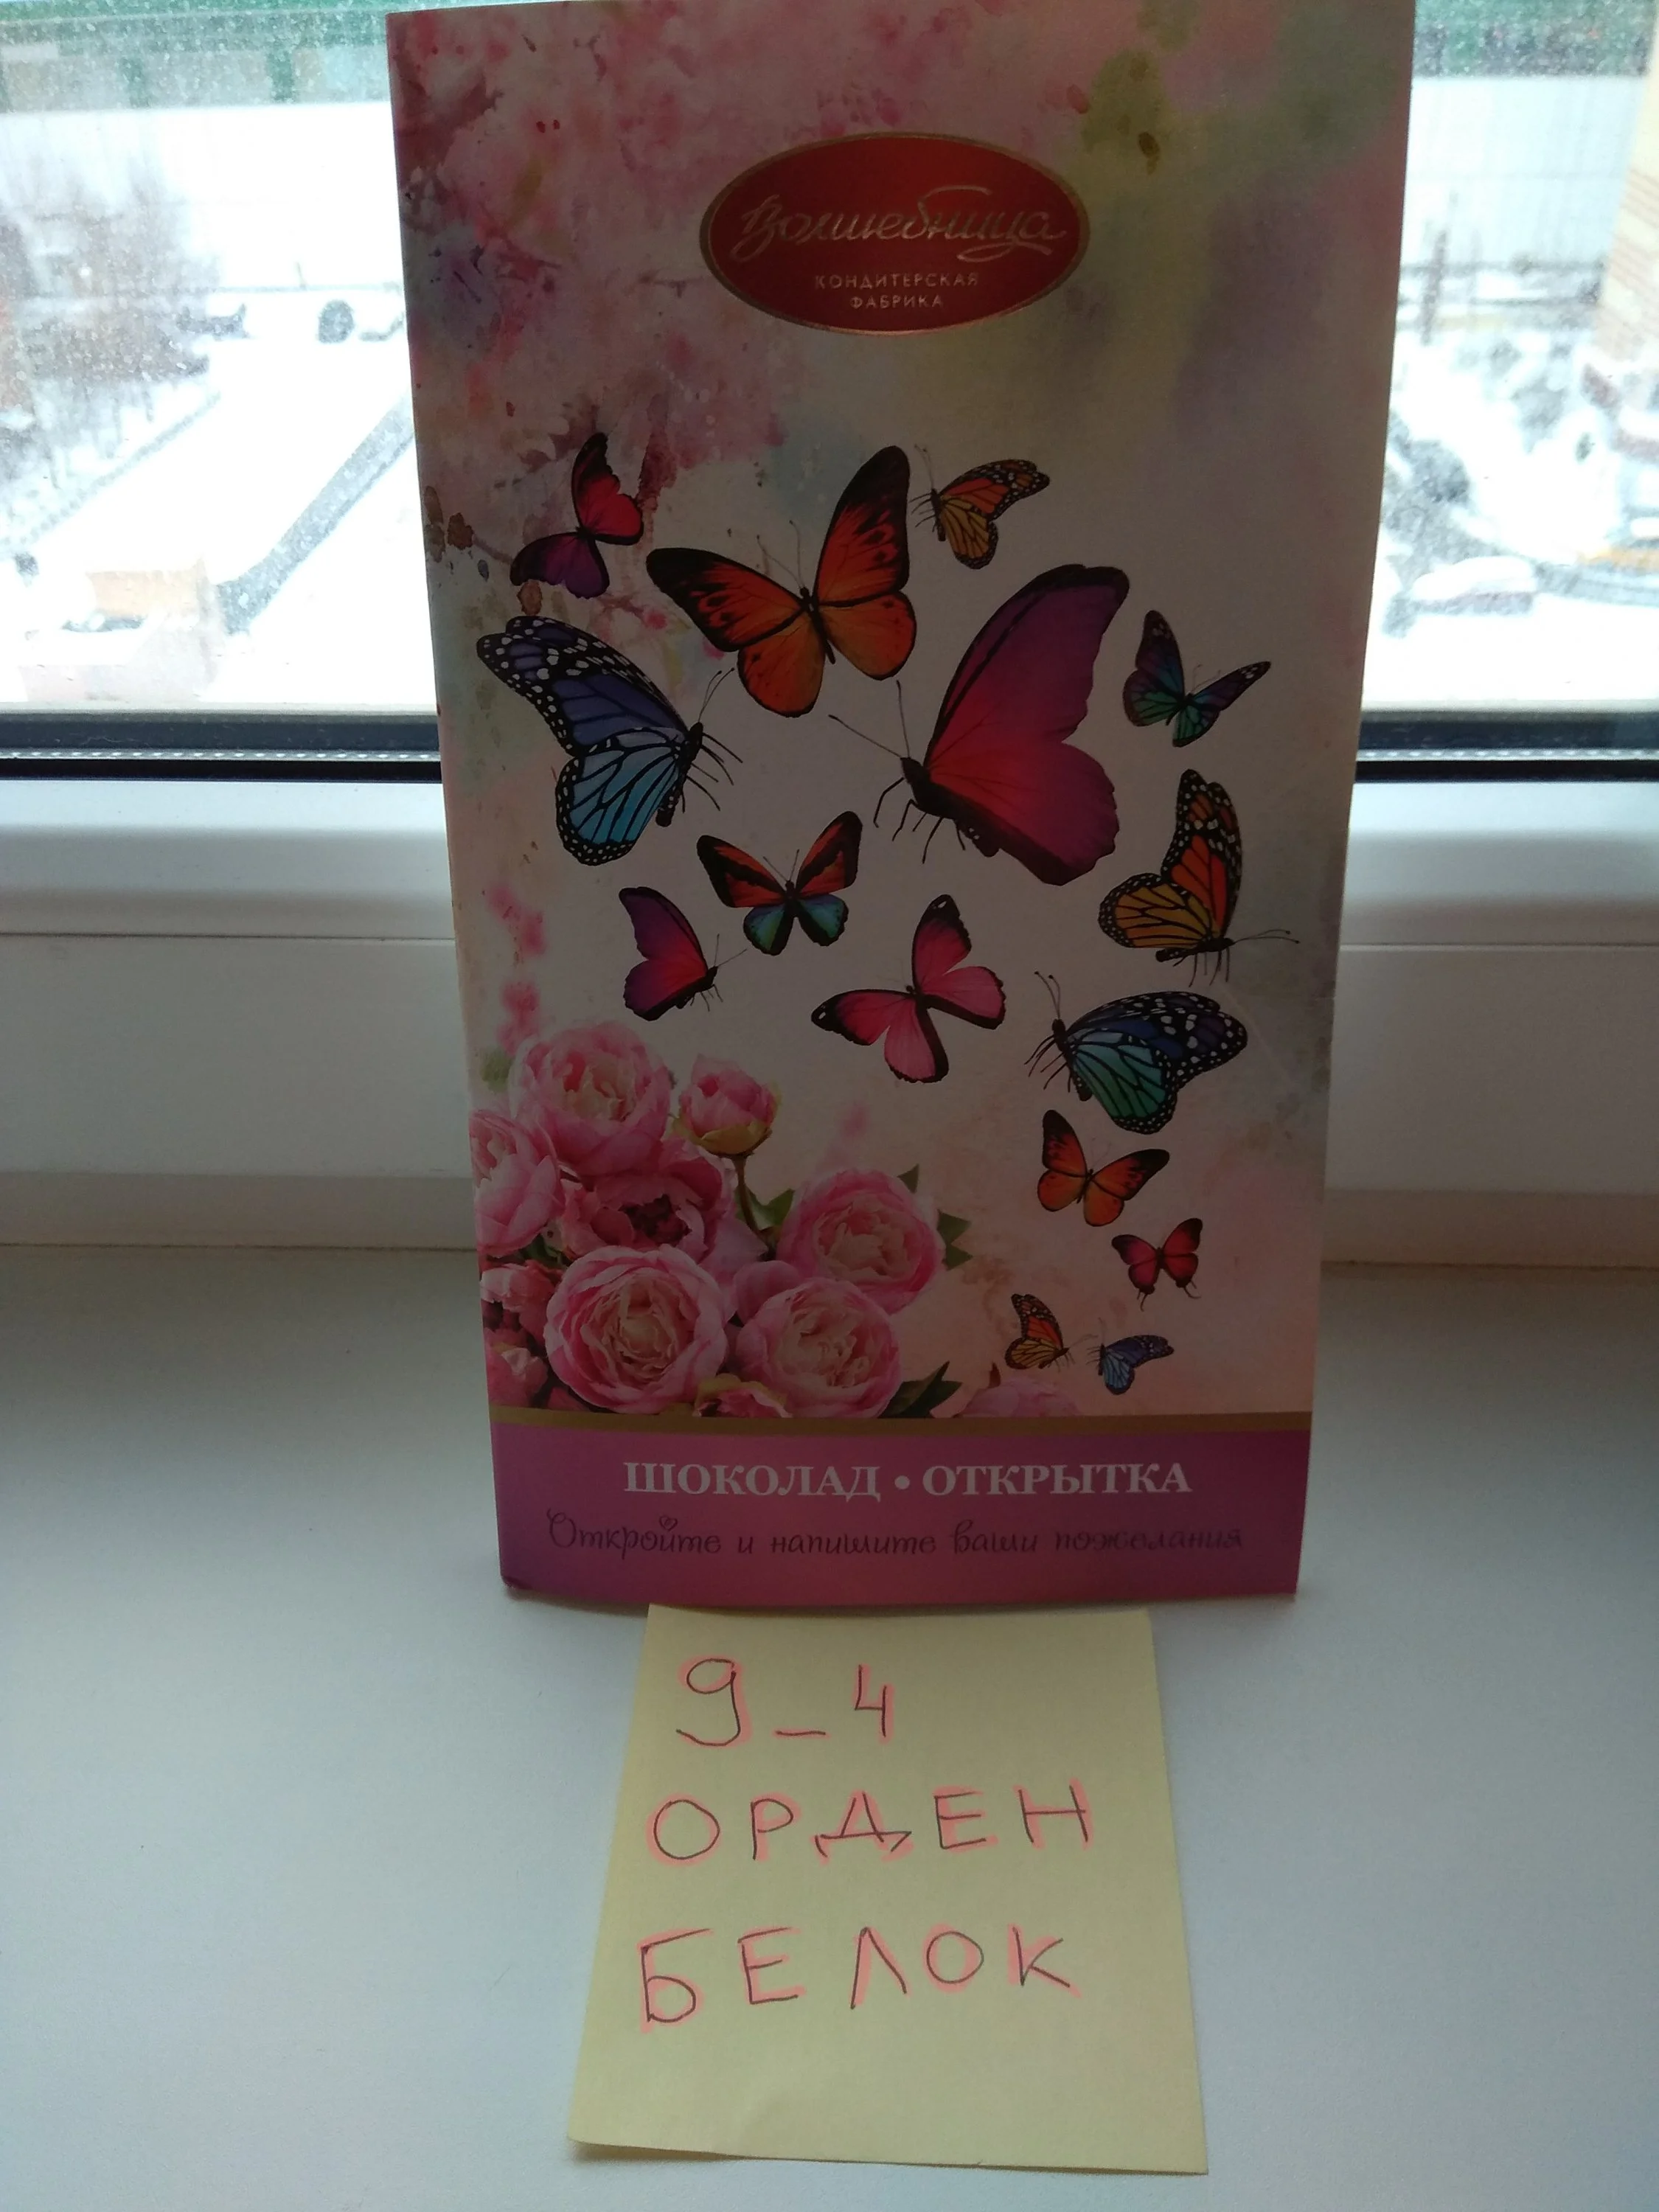 Волшебница
КОНДИТЕРСКАЯ
ФАБРИКА
ШОКОЛАД • ОТКРЫТКА
Откройте и напишите ваши пожелания
9_4
ОРДЕН
БЕЛОК